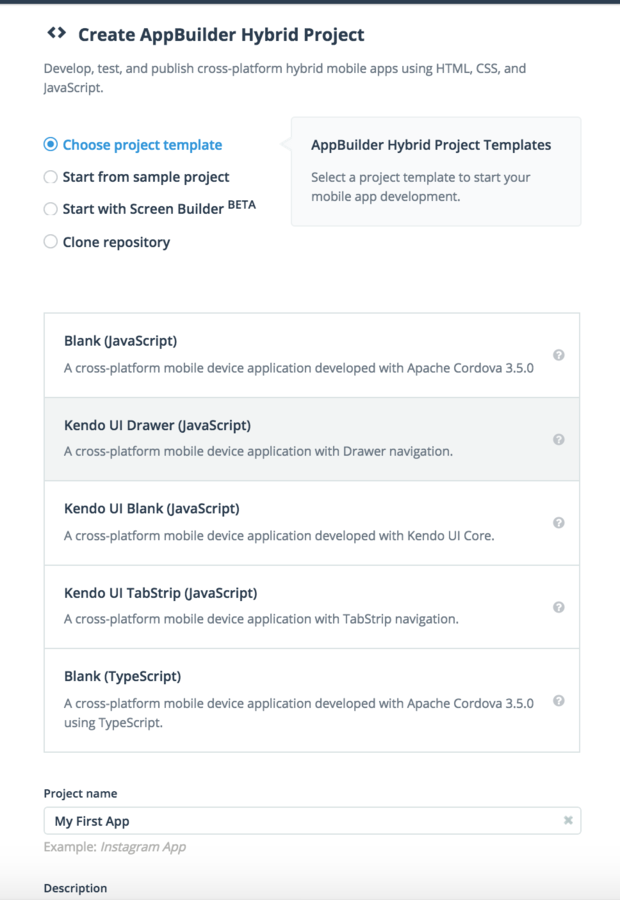 Create AppBuilder Hybrid Project
Develop, test, and publish cross-platform hybrid mobile apps using HTML, CSS, and
JavaScript.
Choose project template
Start from sample project
Start with Screen Builder BETA
Clone repository
AppBuilder Hybrid Project Templates
Select a project template to start your
mobile app development.
Blank (JavaScript)
A cross-platform mobile device application developed with Apache Cordova 3.5.0
Kendo UI Drawer (JavaScript)
A cross-platform mobile device application with Drawer navigation.
Kendo UI Blank (JavaScript)
A cross-platform mobile device application developed with Kendo UI Core.
Kendo UI TabStrip (JavaScript)
A cross-platform mobile device application with TabStrip navigation.
Blank (TypeScript)
A cross-platform mobile device application developed with Apache Cordova 3.5.0
using TypeScript.
Project name
My First App
Example: Instagram App
Description